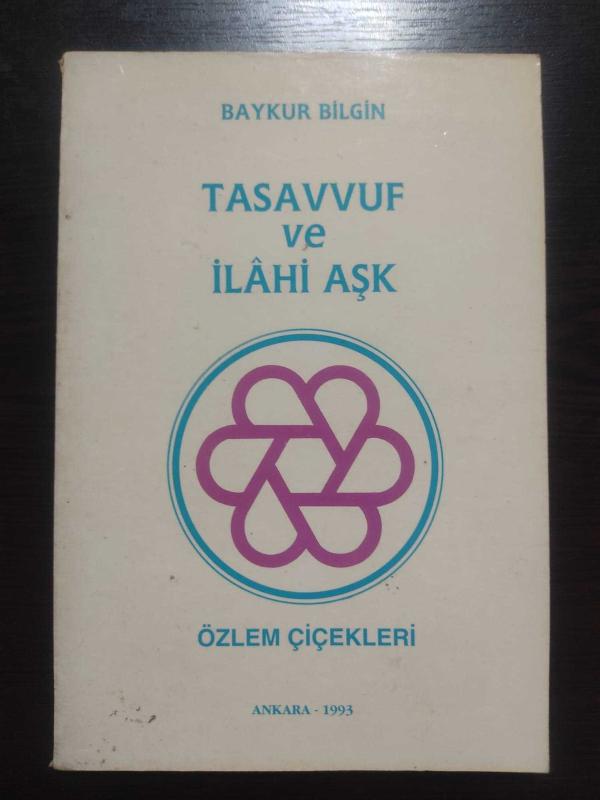 BAYKUR BİLGİN
TASAVVUF
ve
İLÂHİ AŞK
ÖZLEM ÇİÇEKLERİ
ANKARA - 1993